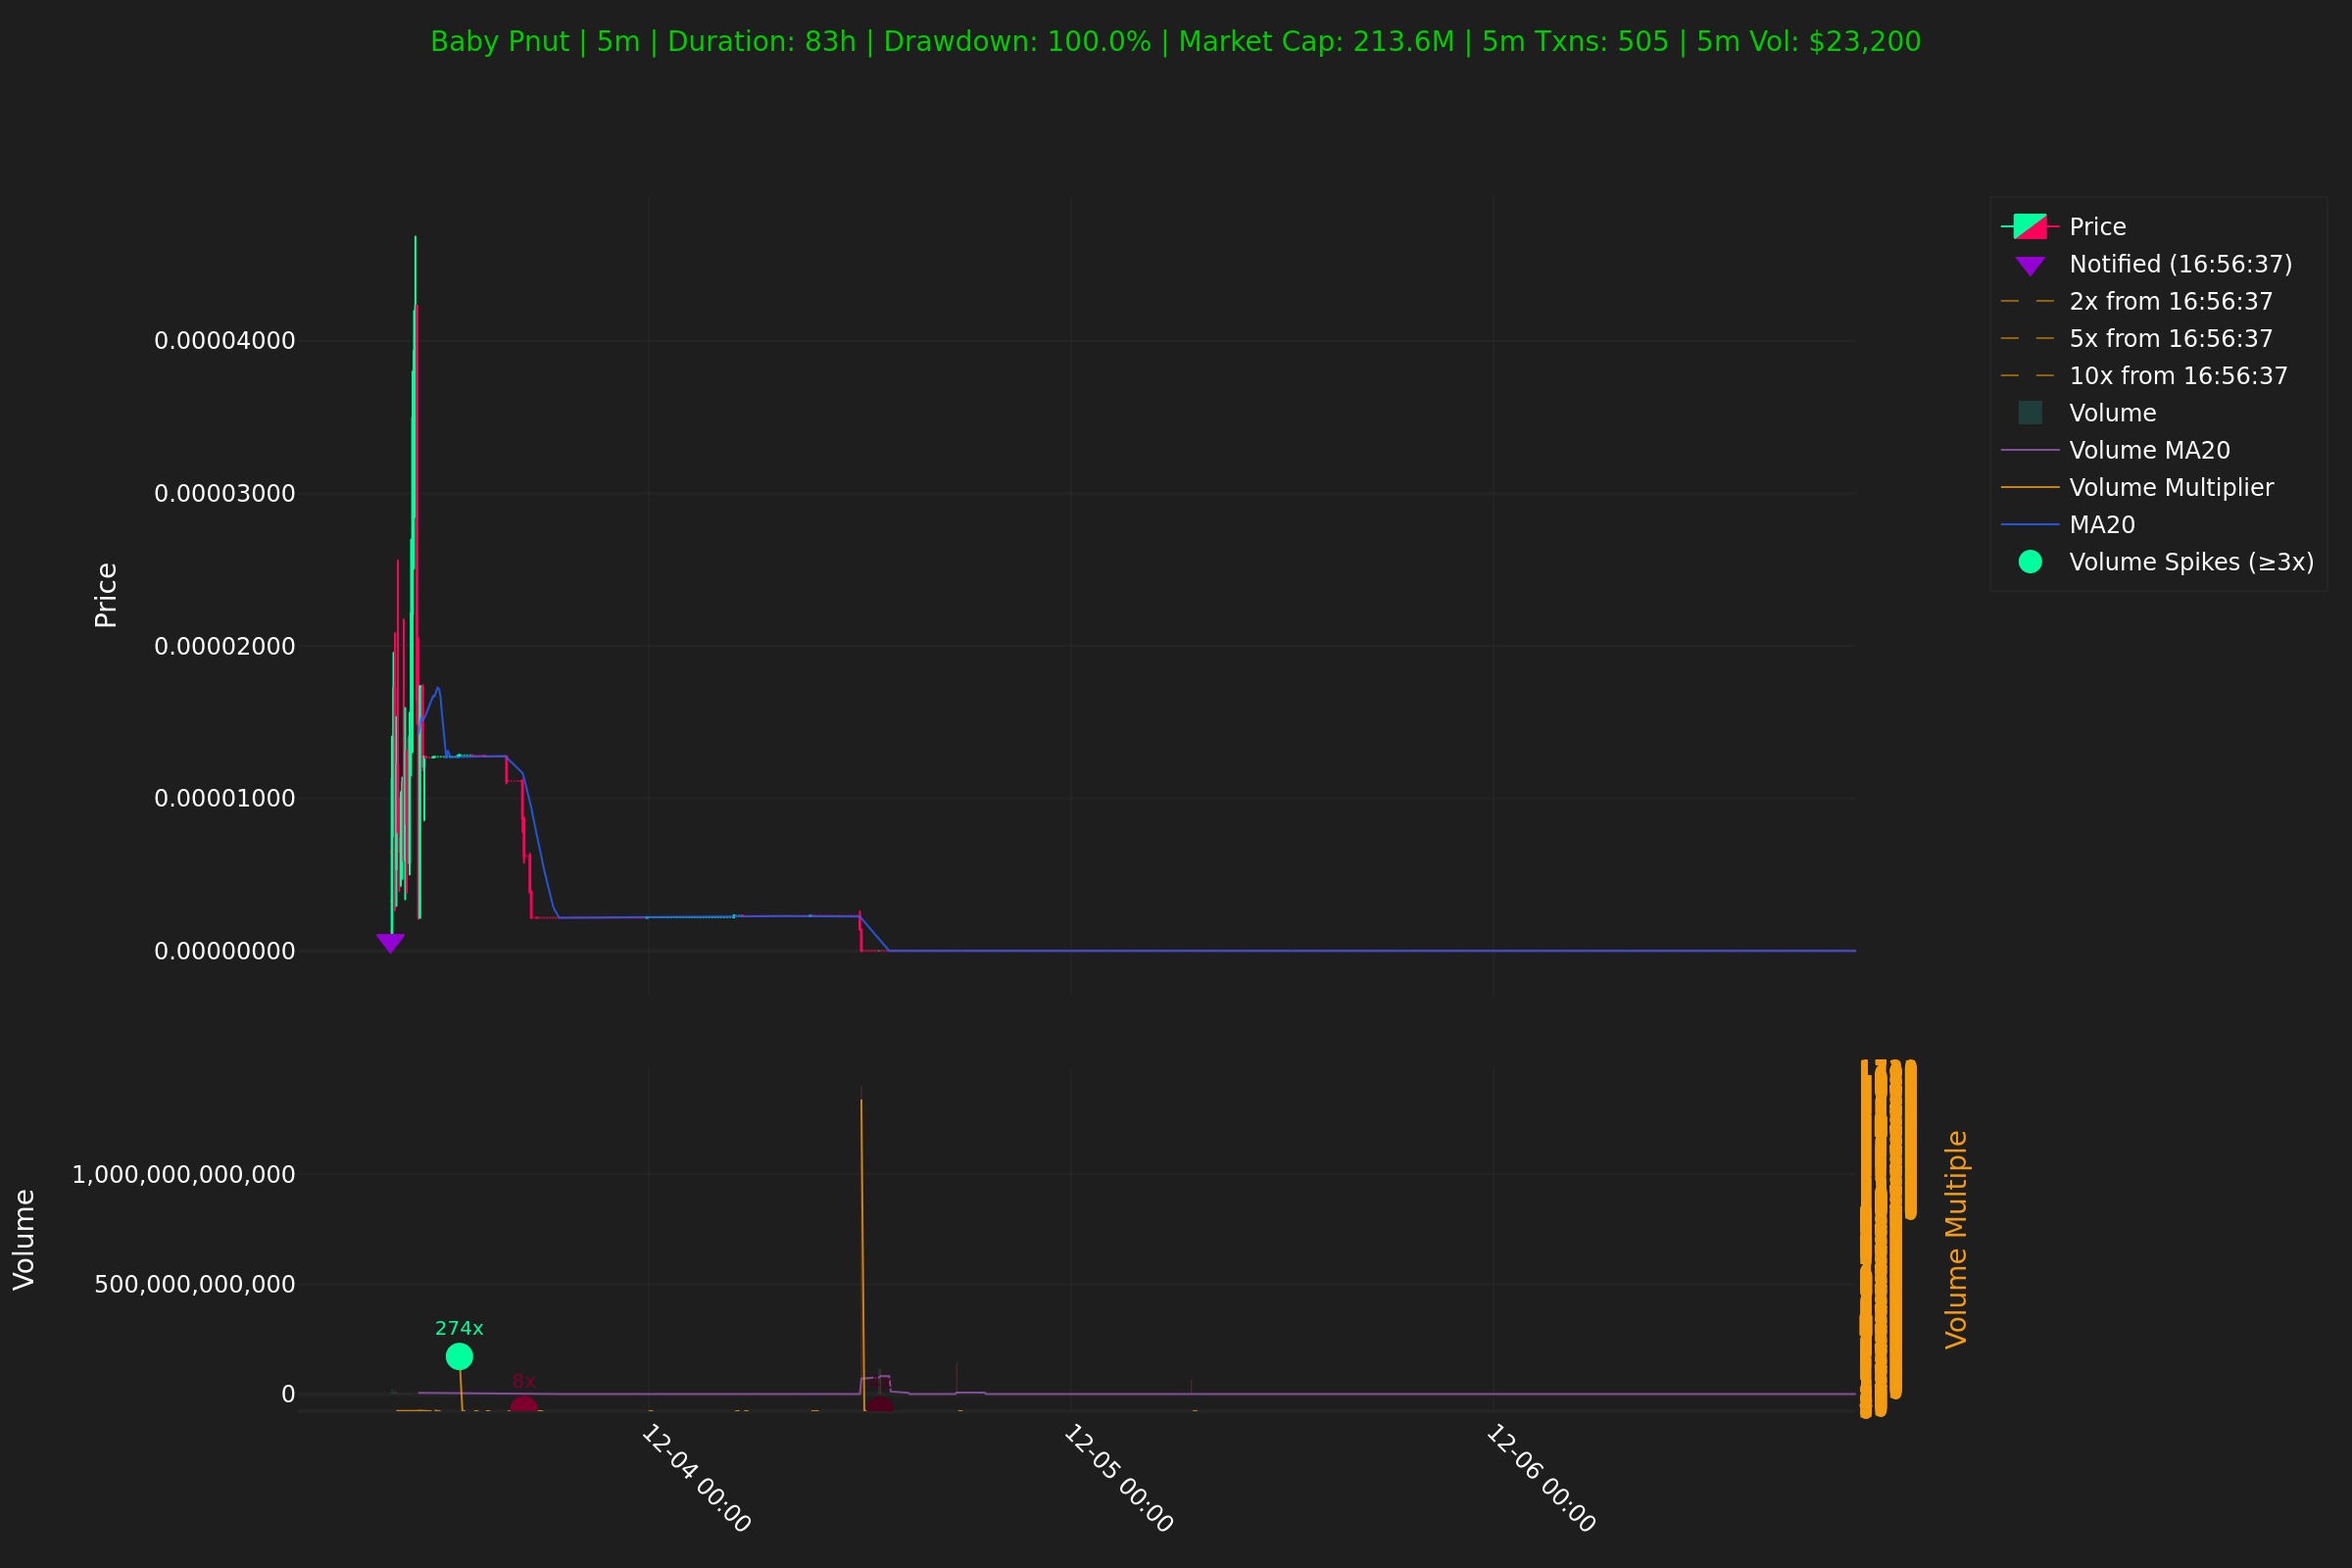 Baby Pnut | 5m | Duration: 83h | Drawdown: 100.0% | Market Cap: 213.6M | 5m Txns: 505 | 5m Vol: $23,200
Price
0.00004000
0.00003000
0.00002000
0.00001000
0.00000000
Price
Notified (16:56:37)
2x from 16:56:37
5x from 16:56:37
10x from 16:56:37
Volume
Volume MA20
Volume Multiplier
MA20
Volume Spikes (≥3x)
Volume
1,000,000,000,000
500,000,000,000
0
274x
8x
Volume Multiple
12-04 00:00
12-05 00:00
12-06 00:00